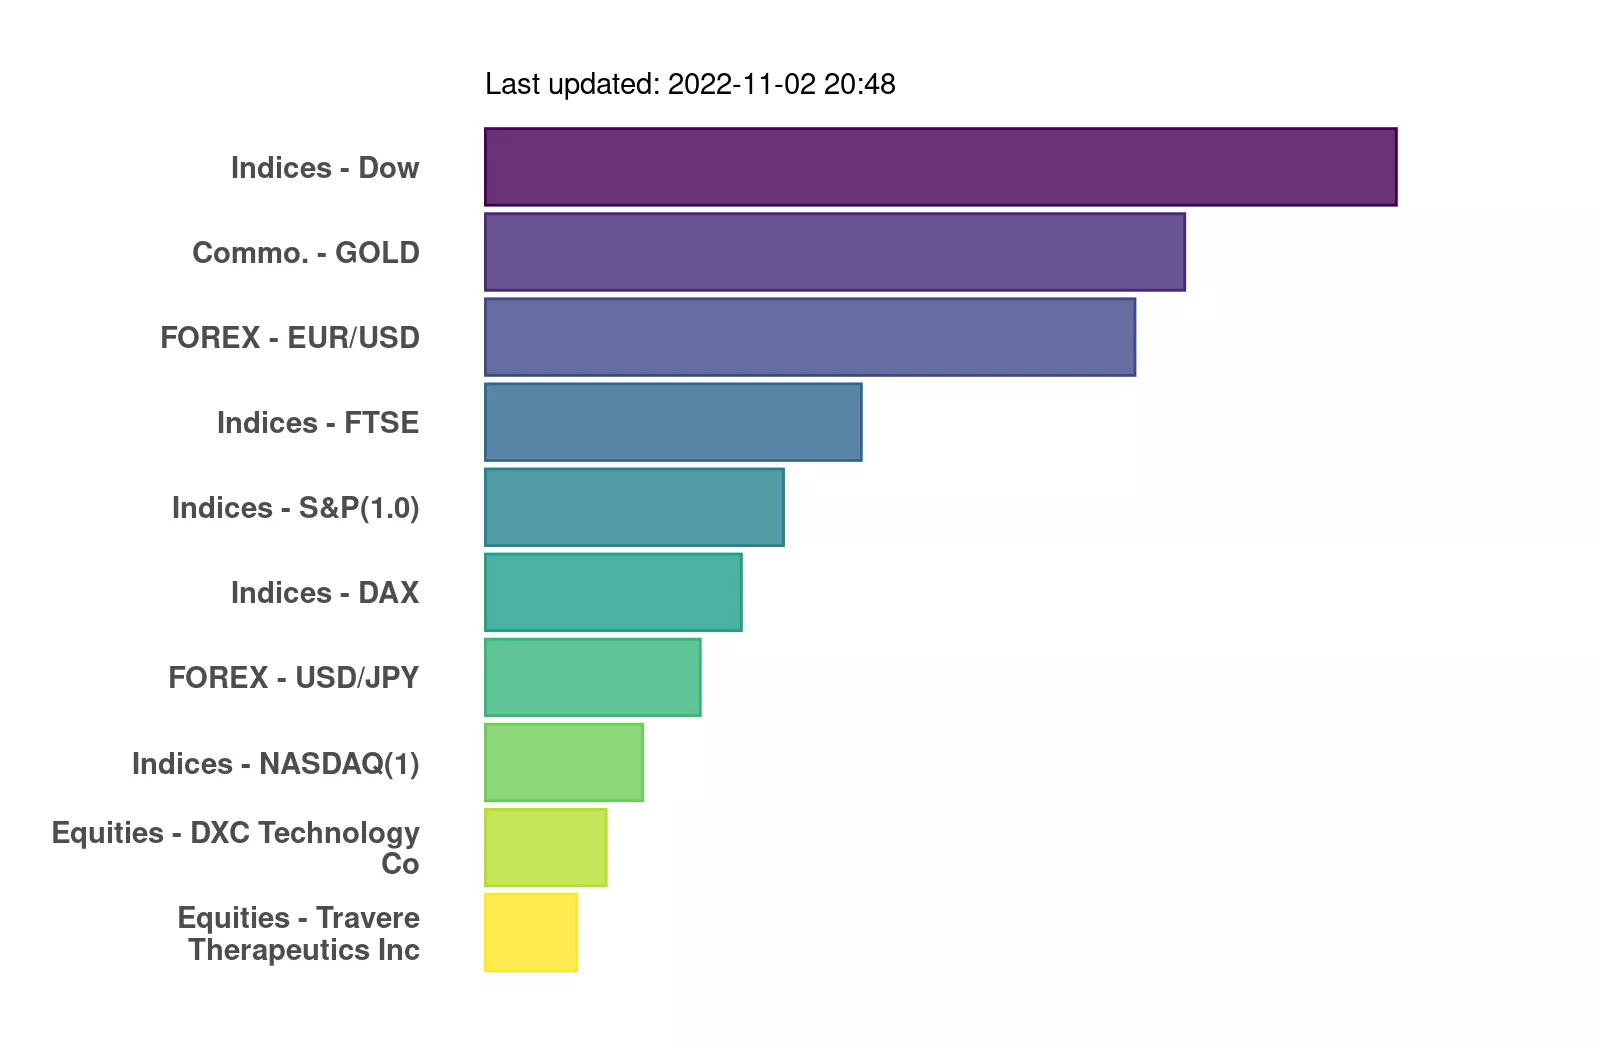 Last updated: 2022-11-02 20:48
Indices - Dow
Commo. - GOLD
FOREX - EUR/USD
Indices - FTSE
Indices - S&P(1.0)
Indices - DAX
FOREX - USD/JPY
Indices - NASDAQ(1)
Equities - DXC Technology
Co
Equities - Travere
Therapeutics Inc